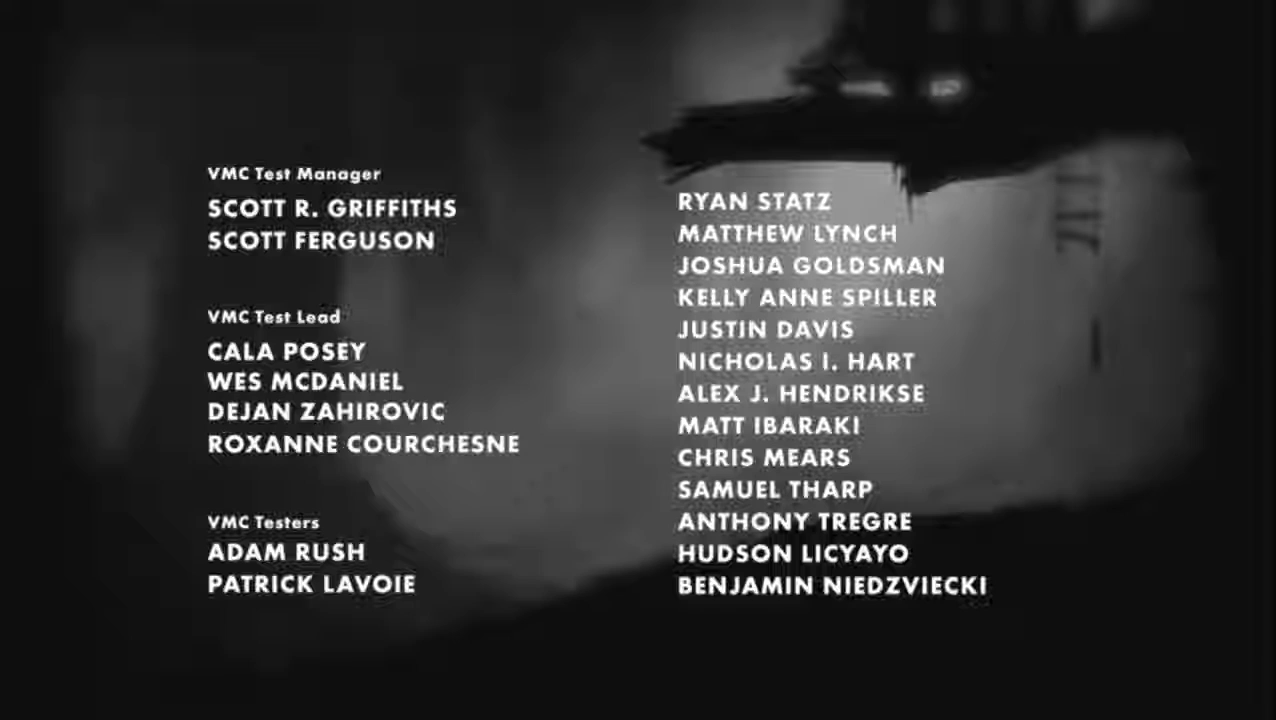 VMC Test Manager
SCOTT R. GRIFFITHS
SCOTT FERGUSON
VMC Test Lead
CALA POSEY
WES MCDANIEL
DEJAN ZAHIROVIC
ROXANNE COURCHESNE
VMC Testers
ADAM RUSH
PATRICK LAVOIE
RYAN STATZ
MATTHEW LYNCH
JOSHUA GOLDSMAN
KELLY ANNE SPILLER
JUSTIN DAVIS
NICHOLAS I. HART
ALEX J. HENDRIKSE
MATT IBARAKI
CHRIS MEARS
SAMUEL THARP
ANTHONY TREGRE
HUDSON LICYAYO
BENJAMIN NIEDZVIECKI